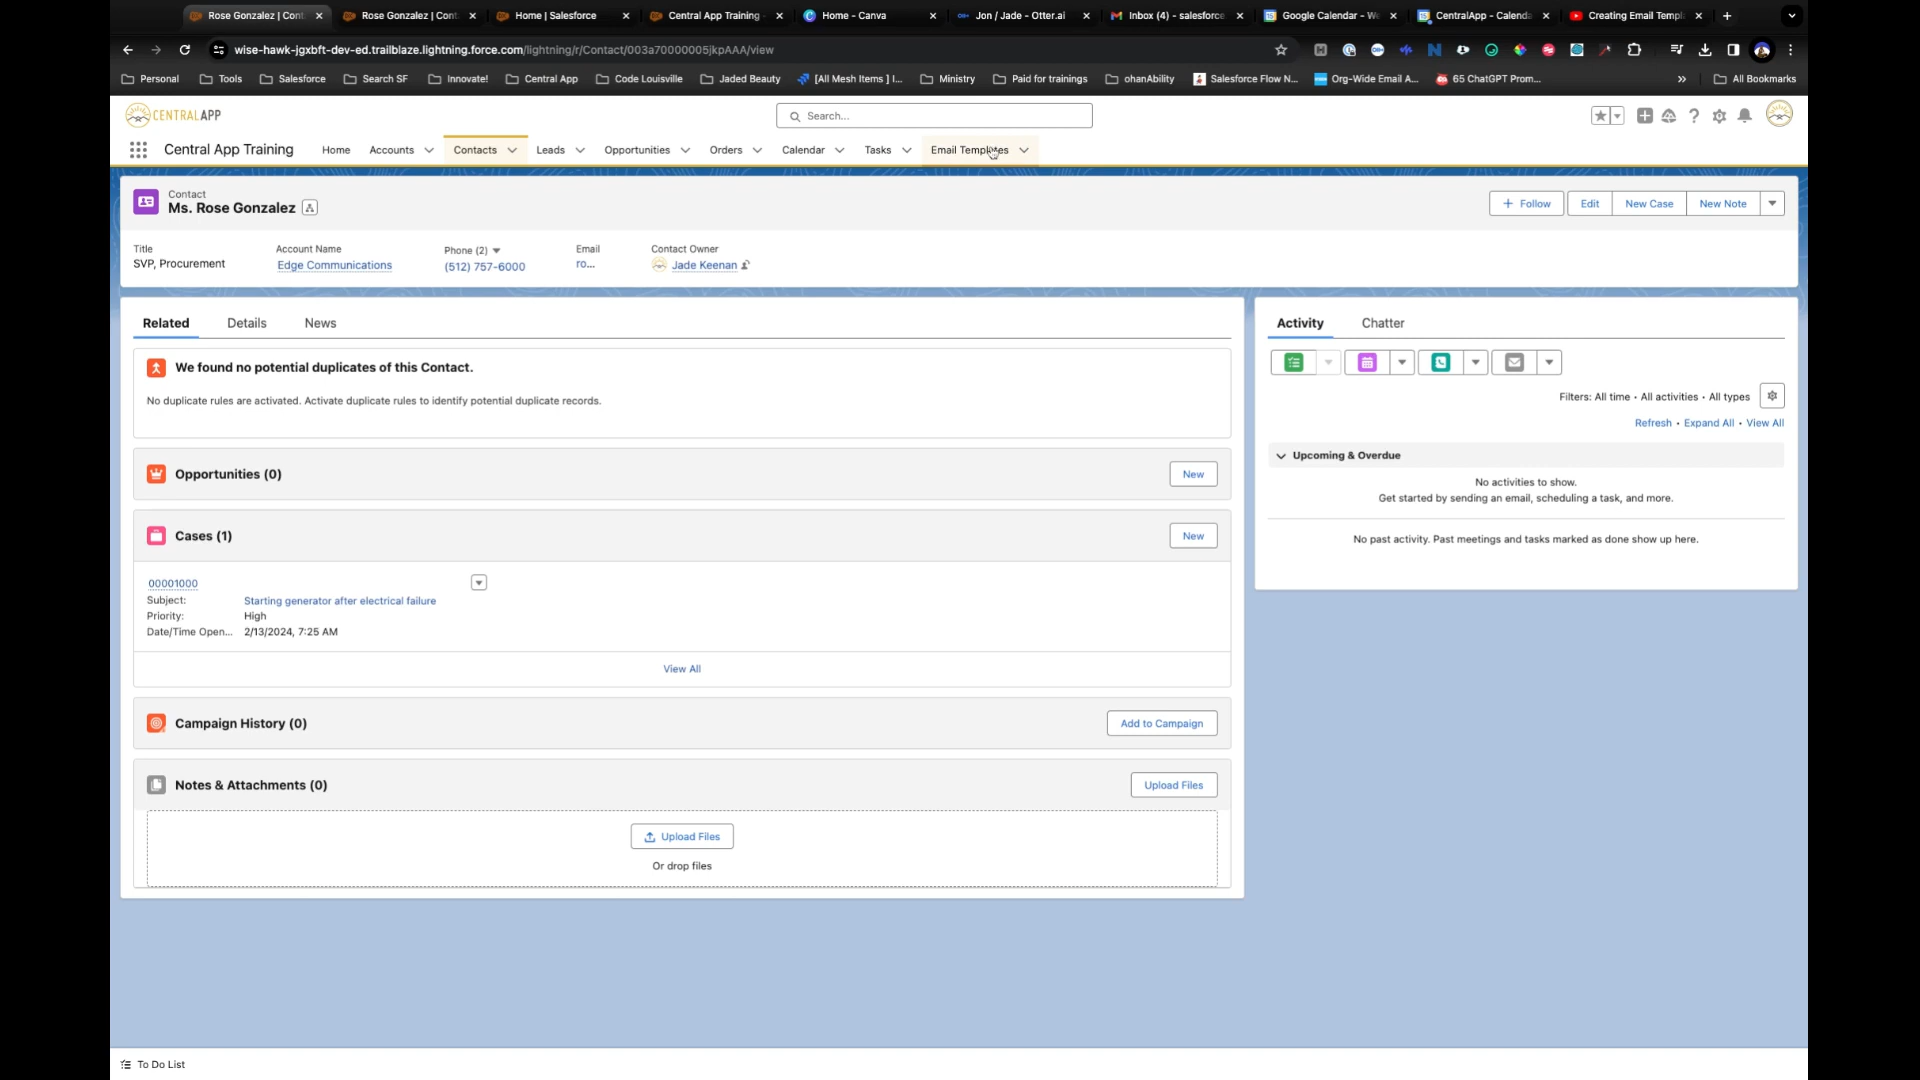 Rose Gonzalez | Cont
Rose Gonzalez | Cont
Home | Salesforce
Central App Training
Home - Canva
Jon / Jade - Otter.ai
Inbox (4) - salesforce
Google Calendar - W
CentralApp - Calenda
Creating Email Templ
wise-hawk-jgxbft-dev-ed.trailblaze.lightning.force.com/lightning/r/Contact/003a70000005jkpAAA/view
Personal
Tools
Salesforce
Search SF
Innovate!
Central App
Code Louisville
Jaded Beauty
[All Mesh Items ] I...
Ministry
Paid for trainings
ohanAbility
Salesforce Flow N...
Org-Wide Email A...
65 ChatGPT Prom...
All Bookmarks
CENTRALAPP
Search...
Central App Training
Home
Accounts
Contacts
Leads
Opportunities
Orders
Calendar
Tasks
Email Templates
Contact
Ms. Rose Gonzalez
Follow
Edit
New Case
New Note
Title
SVP, Procurement
Account Name
Edge Communications
Phone (2)
(512) 757-6000
Email
ro...
Contact Owner
Jade Keenan
Related
Details
News
We found no potential duplicates of this Contact.
No duplicate rules are activated. Activate duplicate rules to identify potential duplicate records.
Opportunities (0)
New
Cases (1)
New
00001000
Subject: Starting generator after electrical failure
Priority: High
Date/Time Open... 2/13/2024, 7:25 AM
View All
Campaign History (0)
Add to Campaign
Notes & Attachments (0)
Upload Files
Upload Files
Or drop files
Activity
Chatter
Filters: All time • All activities • All types
Refresh • Expand All • View All
Upcoming & Overdue
No activities to show.
Get started by sending an email, scheduling a task, and more.
No past activity. Past meetings and tasks marked as done show up here.
To Do List